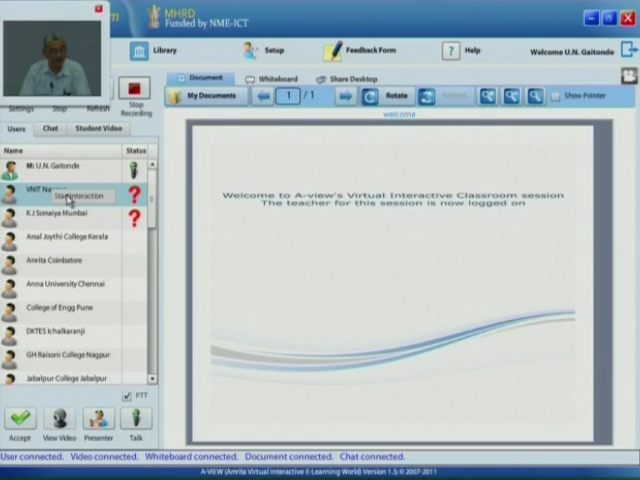 MHRD
Funded by NME-ICT
Library
Setup
Feedback Form
Help
Welcome U.N. Gaitonde
Settings
Stop
Refresh
Stop Recording
Document
Whiteboard
Share Desktop
My Documents
1 / 1
Rotate
Show Pointer
Users
Chat
Student Video
welcome
Name
Status
M: U.N. Gaitonde
VNIT
Start Interaction
K J Somaiya Mumbai
Amal Joythi College Kerala
Amrita Coimbatore
Anna University Chennai
College of Engg Pune
DKTES Ichalkaranji
GH Raisoni College Nagpur
Jabalpur College Jabalpur
Welcome to A-view's Virtual Interactive Classroom session
The teacher for this session is now logged on
PTT
Accept
View Video
Presenter
Talk
User connected. Video connected. Whiteboard connected. Document connected. Chat connected.
A-VIEW (Amrita Virtual Interactive E-Learning World) Version 1.5; © 2007-2011